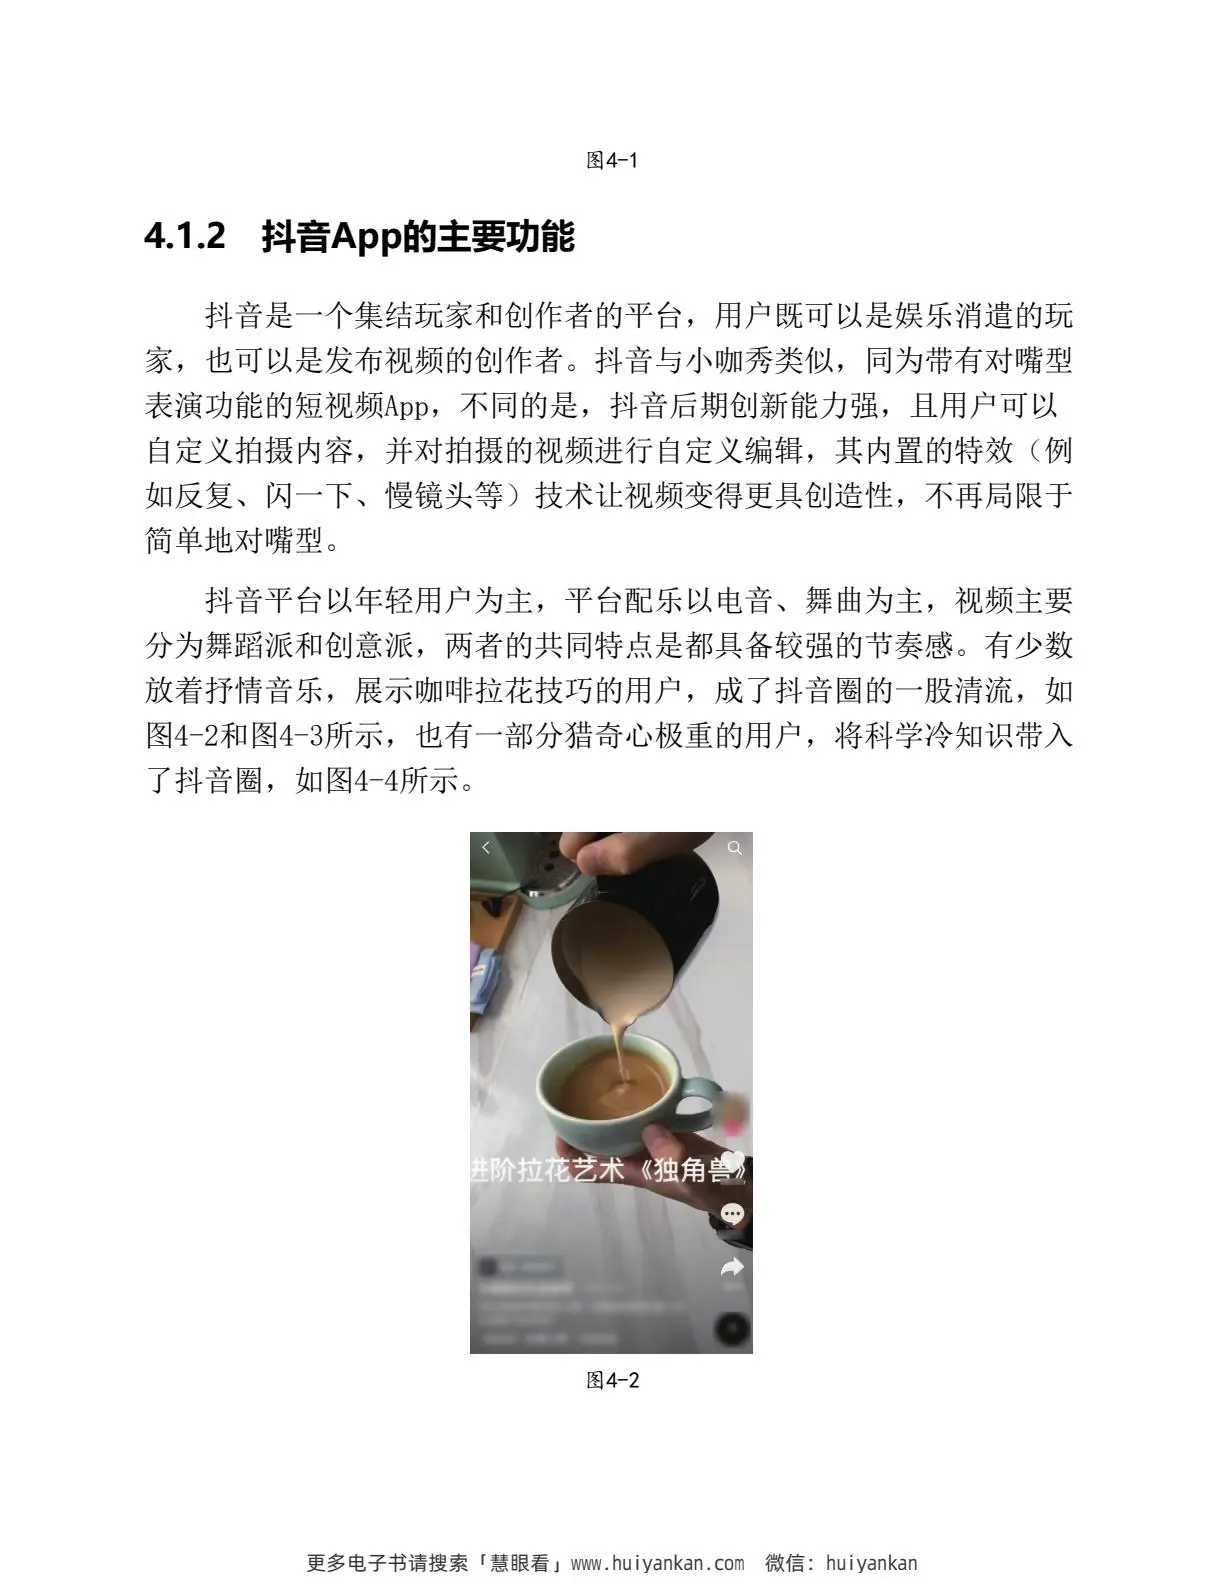 图4-1
4.1.2 抖音App的主要功能
抖音是一个集结玩家和创作者的平台，用户既可以是娱乐消遣的玩
家，也可以是发布视频的创作者。抖音与小咖秀类似，同为带有对嘴型
表演功能的短视频App，不同的是，抖音后期创新能力强，且用户可以
自定义拍摄内容，并对拍摄的视频进行自定义编辑，其内置的特效（例
如反复、闪一下、慢镜头等）技术让视频变得更具创造性，不再局限于
简单地对嘴型。
抖音平台以年轻用户为主，平台配乐以电音、舞曲为主，视频主要
分为舞蹈派和创意派，两者的共同特点是都具备较强的节奏感。有少数
放着抒情音乐，展示咖啡拉花技巧的用户，成了抖音圈的一股清流，如
图4-2和图4-3所示，也有一部分猎奇心极重的用户，将科学冷知识带入
了抖音圈，如图4-4所示。
进阶拉花艺术《独角兽》
图4-2
更多电子书请搜索「慧眼看」www.huiyankan.com 微信：huiyankan